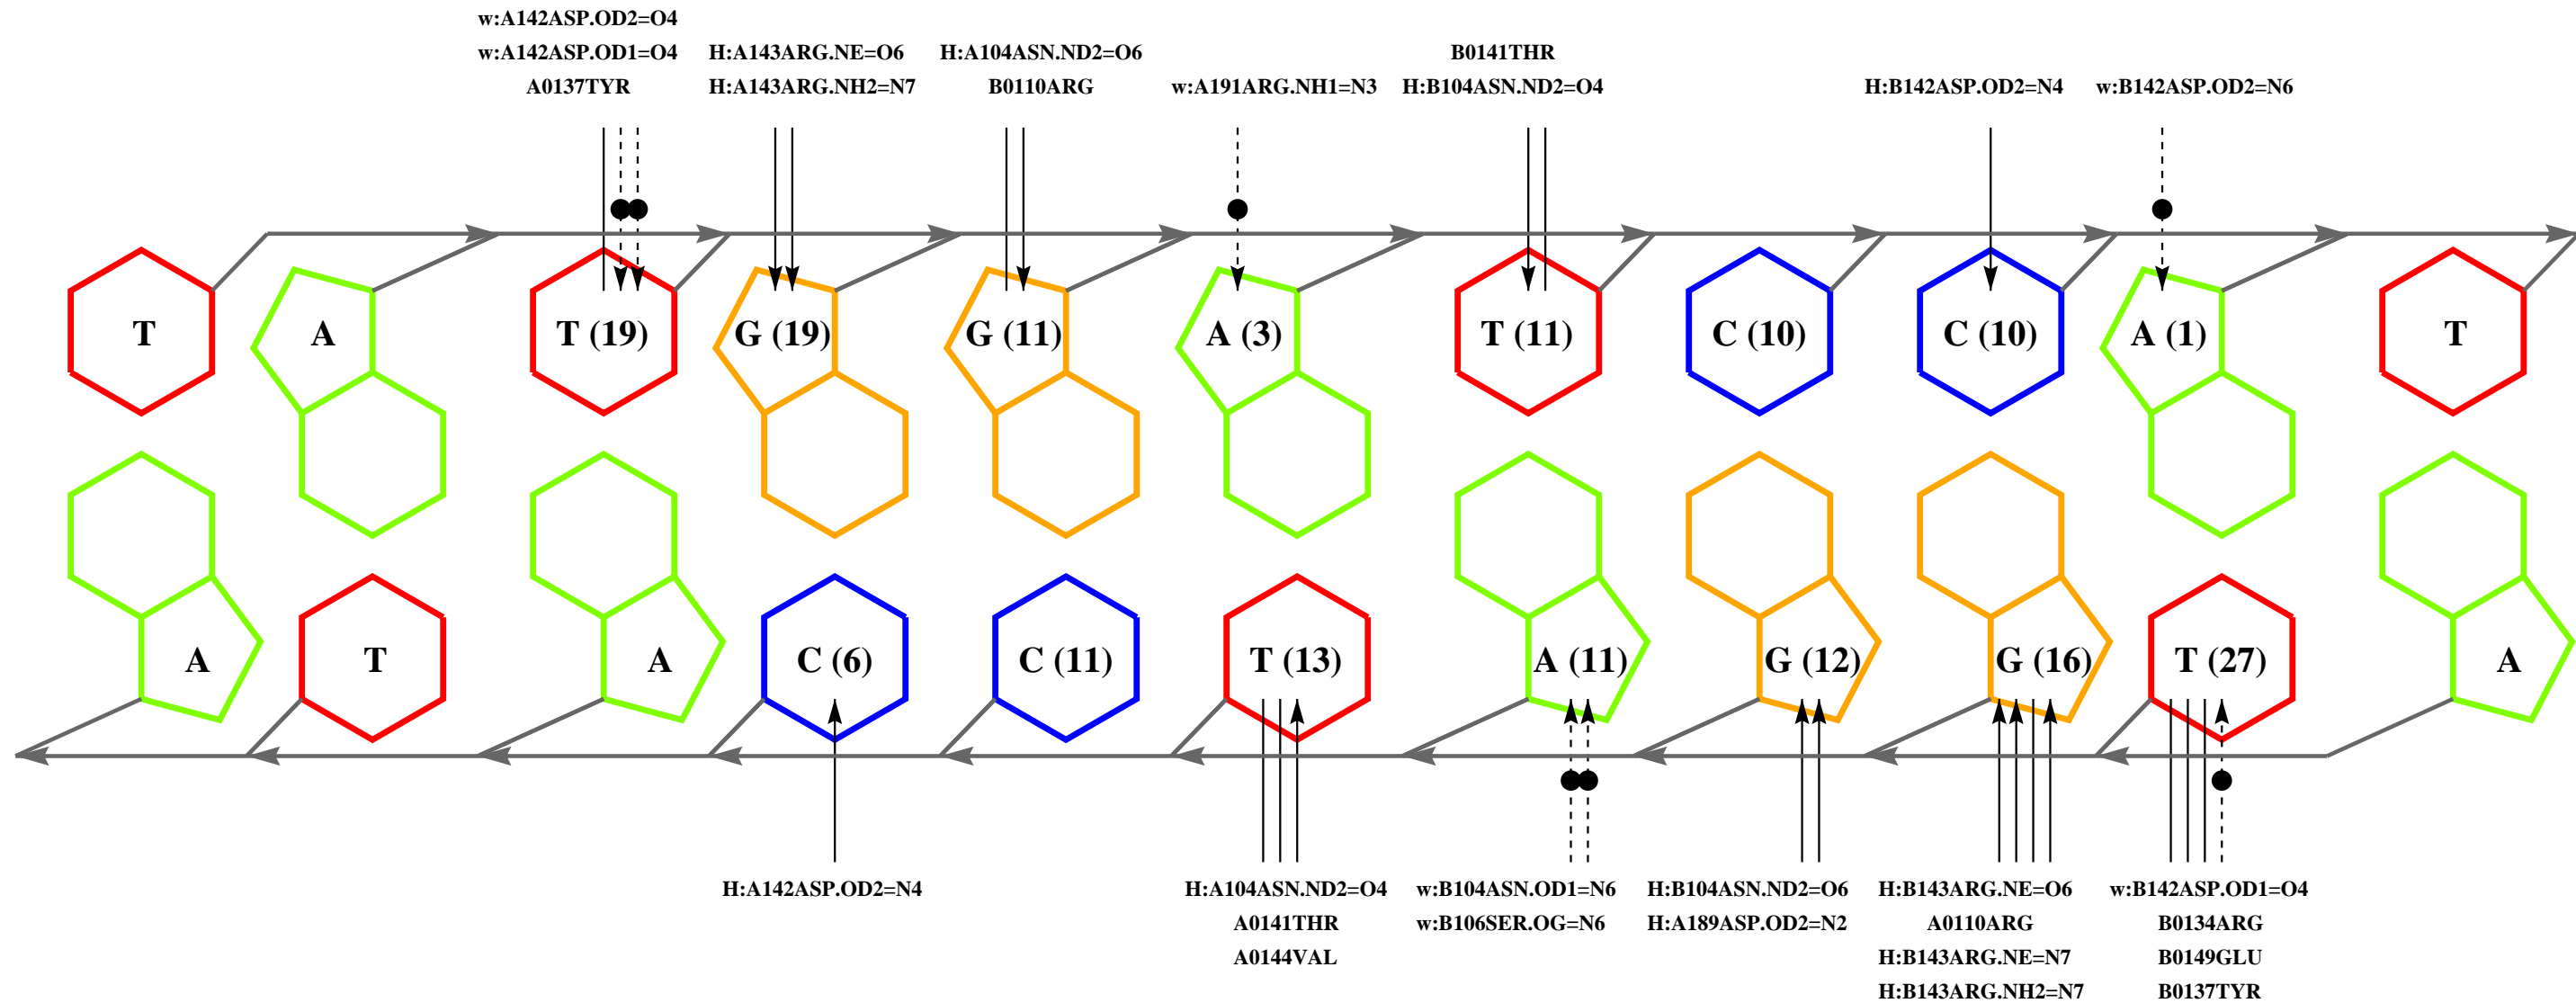 w:A142ASP.OD2=O4
w:A142ASP.OD1=O4 H:A143ARG.NE=O6 H:A104ASN.ND2=O6 B0141THR
A0137TYR H:A143ARG.NH2=N7 B0110ARG w:A191ARG.NH1=N3 H:B104ASN.ND2=O4 H:B142ASP.OD2=N4 w:B142ASP.OD2=N6
T A T (19) G (19) G (11) A (3) T (11) C (10) C (10) A (1) T
A T A C (6) C (11) T (13) A (11) G (12) G (16) T (27) A
H:A142ASP.OD2=N4 H:A104ASN.ND2=O4 w:B104ASN.OD1=N6 H:B104ASN.ND2=O6 H:B143ARG.NE=O6 w:B142ASP.OD1=O4
A0141THR w:B106SER.OG=N6 H:A189ASP.OD2=N2 A0110ARG B0134ARG
A0144VAL H:B143ARG.NE=N7 B0149GLU
H:B143ARG.NH2=N7 B0137TYR